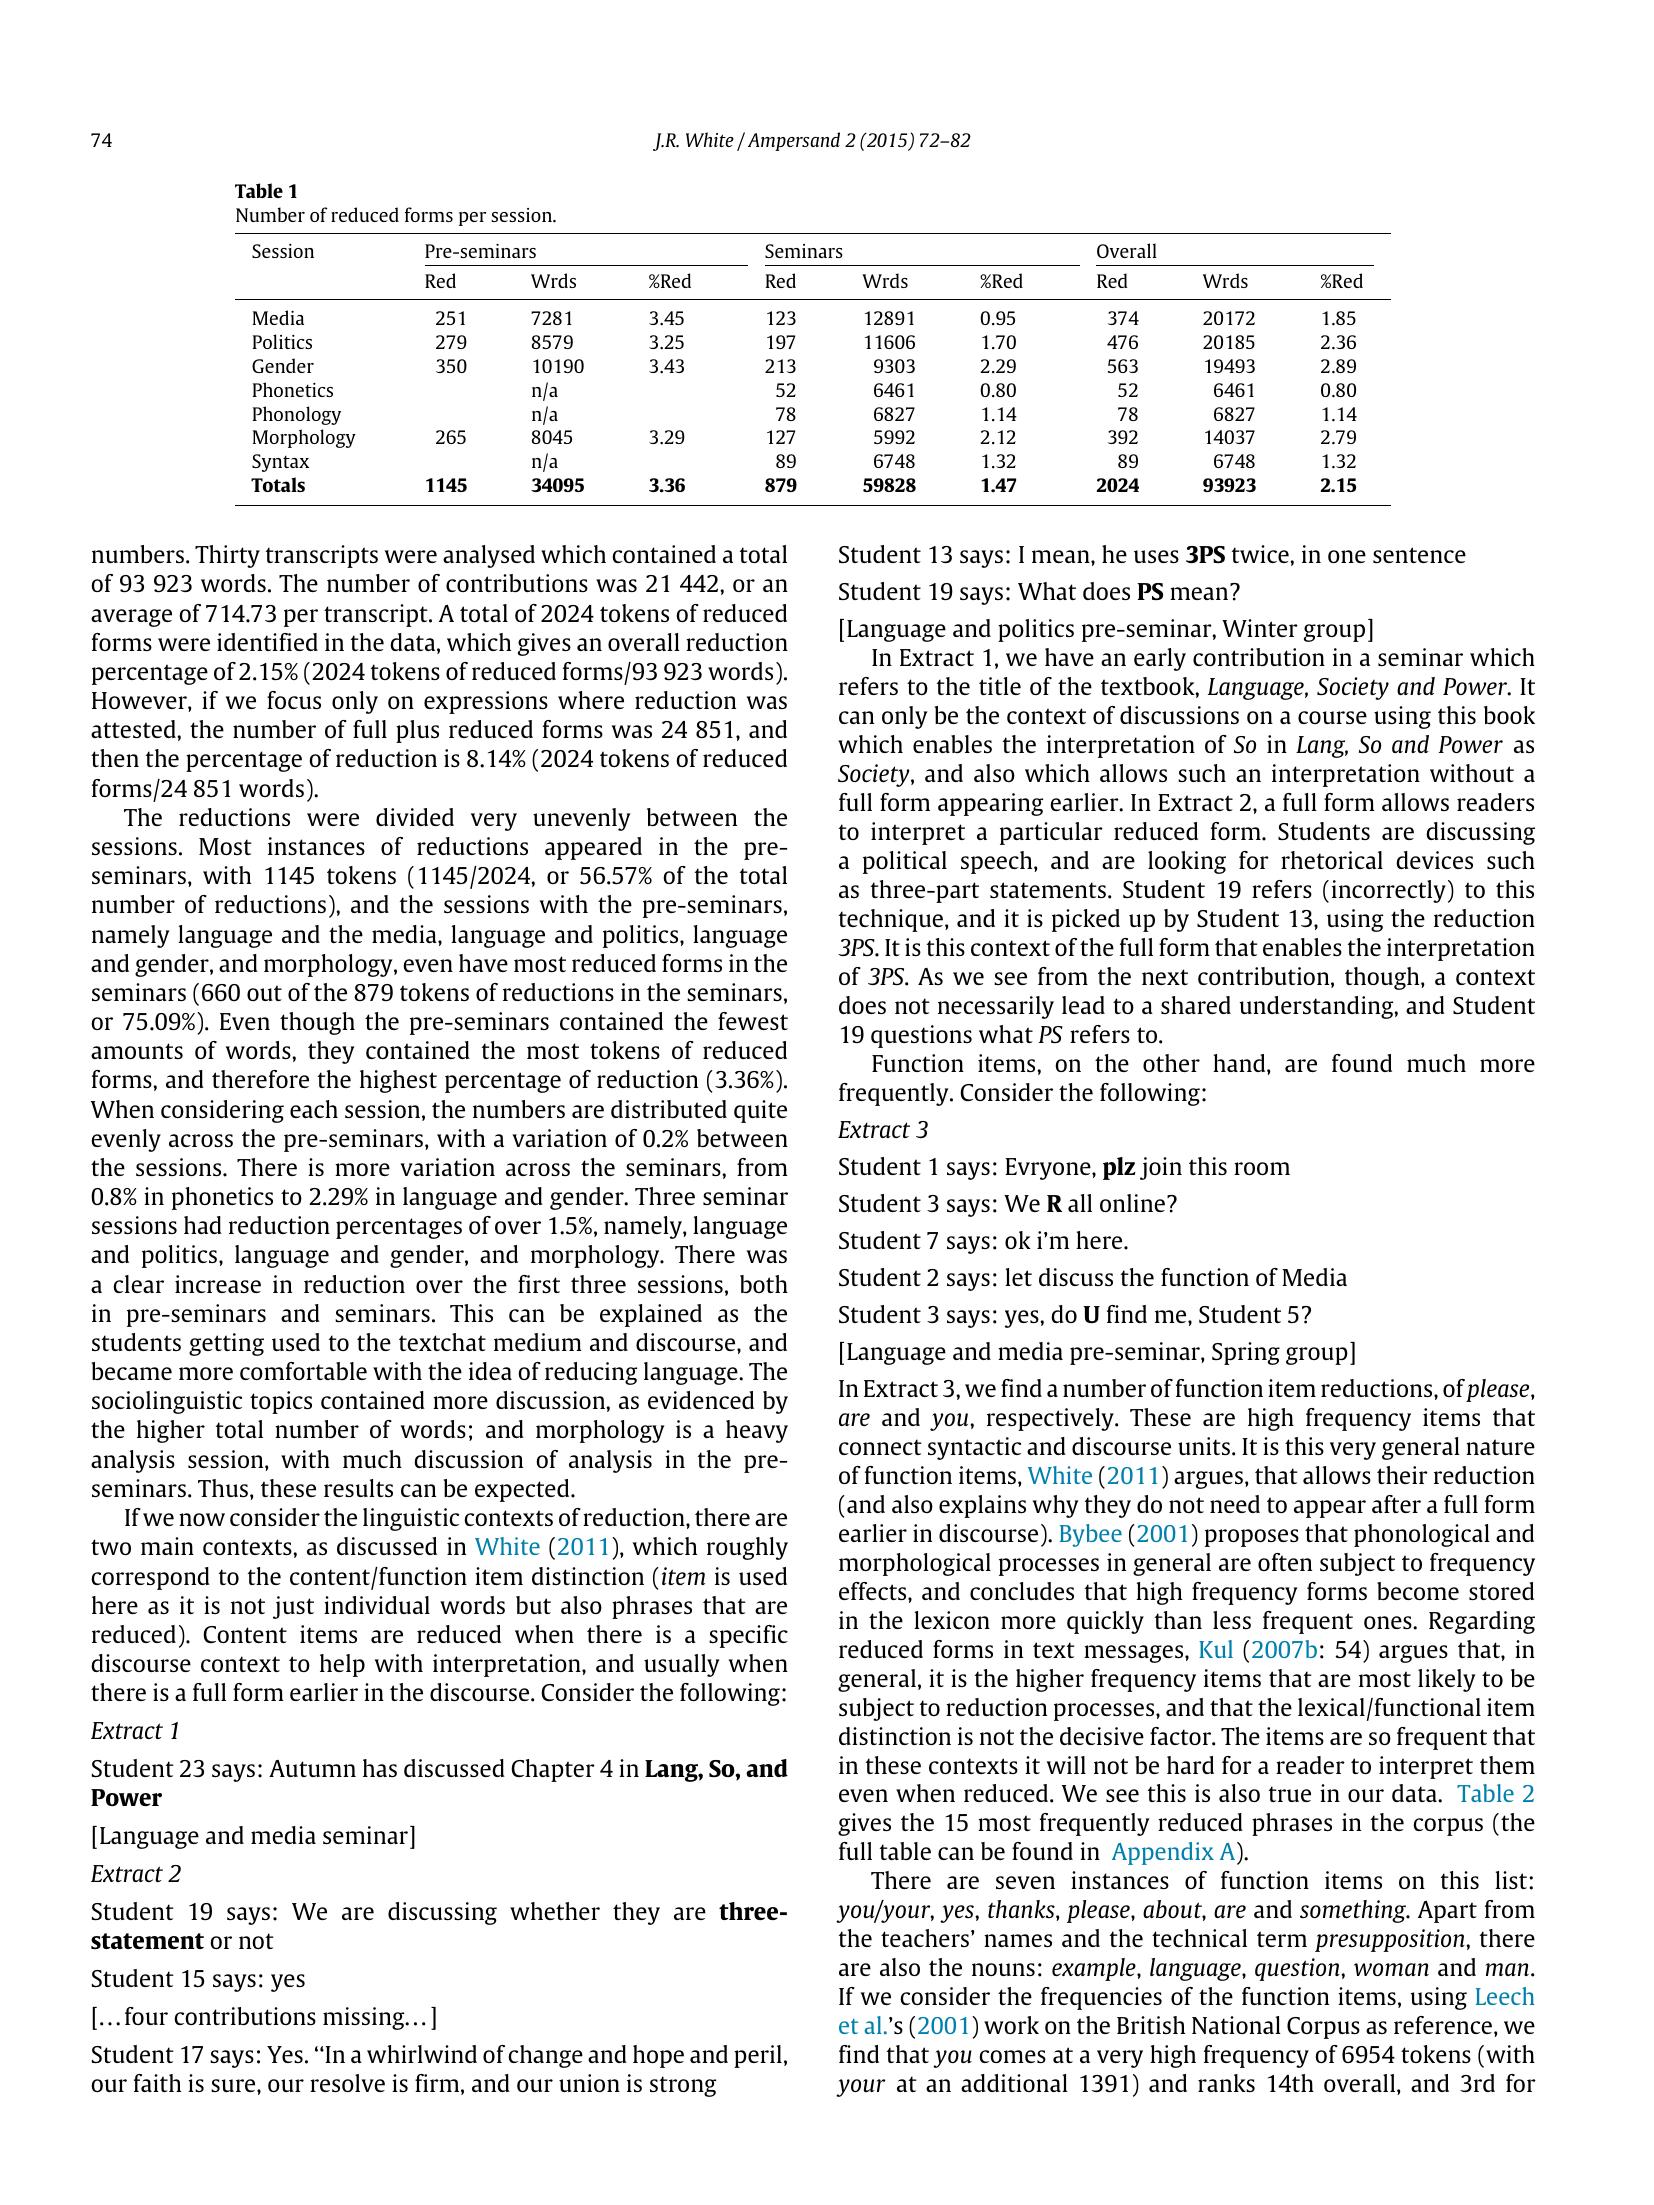 74
J.R. White / Ampersand 2 (2015) 72–82
Table 1
Number of reduced forms per session.
Session Pre-seminars Seminars Overall
Red Wrds %Red Red Wrds %Red Red Wrds %Red
Media 251 7281 3.45 123 12891 0.95 374 20172 1.85
Politics 279 8579 3.25 197 11606 1.70 476 20185 2.36
Gender 350 10190 3.43 213 9303 2.29 563 19493 2.89
Phonetics n/a 52 6461 0.80 52 6461 0.80
Phonology n/a 78 6827 1.14 78 6827 1.14
Morphology 265 8045 3.29 127 5992 2.12 392 14037 2.79
Syntax n/a 89 6748 1.32 89 6748 1.32
Totals 1145 34095 3.36 879 59828 1.47 2024 93923 2.15
numbers. Thirty transcripts were analysed which contained a total
of 93 923 words. The number of contributions was 21 442, or an
average of 714.73 per transcript. A total of 2024 tokens of reduced
forms were identified in the data, which gives an overall reduction
percentage of 2.15% (2024 tokens of reduced forms/93 923 words).
However, if we focus only on expressions where reduction was
attested, the number of full plus reduced forms was 24 851, and
then the percentage of reduction is 8.14% (2024 tokens of reduced
forms/24 851 words).
The reductions were divided very unevenly between the
sessions. Most instances of reductions appeared in the pre-
seminars, with 1145 tokens (1145/2024, or 56.57% of the total
number of reductions), and the sessions with the pre-seminars,
namely language and the media, language and politics, language
and gender, and morphology, even have most reduced forms in the
seminars (660 out of the 879 tokens of reductions in the seminars,
or 75.09%). Even though the pre-seminars contained the fewest
amounts of words, they contained the most tokens of reduced
forms, and therefore the highest percentage of reduction (3.36%).
When considering each session, the numbers are distributed quite
evenly across the pre-seminars, with a variation of 0.2% between
the sessions. There is more variation across the seminars, from
0.8% in phonetics to 2.29% in language and gender. Three seminar
sessions had reduction percentages of over 1.5%, namely, language
and politics, language and gender, and morphology. There was
a clear increase in reduction over the first three sessions, both
in pre-seminars and seminars. This can be explained as the
students getting used to the textchat medium and discourse, and
became more comfortable with the idea of reducing language. The
sociolinguistic topics contained more discussion, as evidenced by
the higher total number of words; and morphology is a heavy
analysis session, with much discussion of analysis in the pre-
seminars. Thus, these results can be expected.
If we now consider the linguistic contexts of reduction, there are
two main contexts, as discussed in White (2011), which roughly
correspond to the content/function item distinction (item is used
here as it is not just individual words but also phrases that are
reduced). Content items are reduced when there is a specific
discourse context to help with interpretation, and usually when
there is a full form earlier in the discourse. Consider the following:
Extract 1
Student 23 says: Autumn has discussed Chapter 4 in Lang, So, and
Power
[Language and media seminar]
Extract 2
Student 19 says: We are discussing whether they are three-
statement or not
Student 15 says: yes
[…four contributions missing…]
Student 17 says: Yes. “In a whirlwind of change and hope and peril,
our faith is sure, our resolve is firm, and our union is strong
Student 13 says: I mean, he uses 3PS twice, in one sentence
Student 19 says: What does PS mean?
[Language and politics pre-seminar, Winter group]
In Extract 1, we have an early contribution in a seminar which
refers to the title of the textbook, Language, Society and Power. It
can only be the context of discussions on a course using this book
which enables the interpretation of So in Lang, So and Power as
Society, and also which allows such an interpretation without a
full form appearing earlier. In Extract 2, a full form allows readers
to interpret a particular reduced form. Students are discussing
a political speech, and are looking for rhetorical devices such
as three-part statements. Student 19 refers (incorrectly) to this
technique, and it is picked up by Student 13, using the reduction
3PS. It is this context of the full form that enables the interpretation
of 3PS. As we see from the next contribution, though, a context
does not necessarily lead to a shared understanding, and Student
19 questions what PS refers to.
Function items, on the other hand, are found much more
frequently. Consider the following:
Extract 3
Student 1 says: Evryone, plz join this room
Student 3 says: We R all online?
Student 7 says: ok i’m here.
Student 2 says: let discuss the function of Media
Student 3 says: yes, do U find me, Student 5?
[Language and media pre-seminar, Spring group]
In Extract 3, we find a number of function item reductions, of please,
are and you, respectively. These are high frequency items that
connect syntactic and discourse units. It is this very general nature
of function items, White (2011) argues, that allows their reduction
(and also explains why they do not need to appear after a full form
earlier in discourse). Bybee (2001) proposes that phonological and
morphological processes in general are often subject to frequency
effects, and concludes that high frequency forms become stored
in the lexicon more quickly than less frequent ones. Regarding
reduced forms in text messages, Kul (2007b: 54) argues that, in
general, it is the higher frequency items that are most likely to be
subject to reduction processes, and that the lexical/functional item
distinction is not the decisive factor. The items are so frequent that
in these contexts it will not be hard for a reader to interpret them
even when reduced. We see this is also true in our data. Table 2
gives the 15 most frequently reduced phrases in the corpus (the
full table can be found in Appendix A).
There are seven instances of function items on this list:
you/your, yes, thanks, please, about, are and something. Apart from
the teachers’ names and the technical term presupposition, there
are also the nouns: example, language, question, woman and man.
If we consider the frequencies of the function items, using Leech
et al.’s (2001) work on the British National Corpus as reference, we
find that you comes at a very high frequency of 6954 tokens (with
your at an additional 1391) and ranks 14th overall, and 3rd for